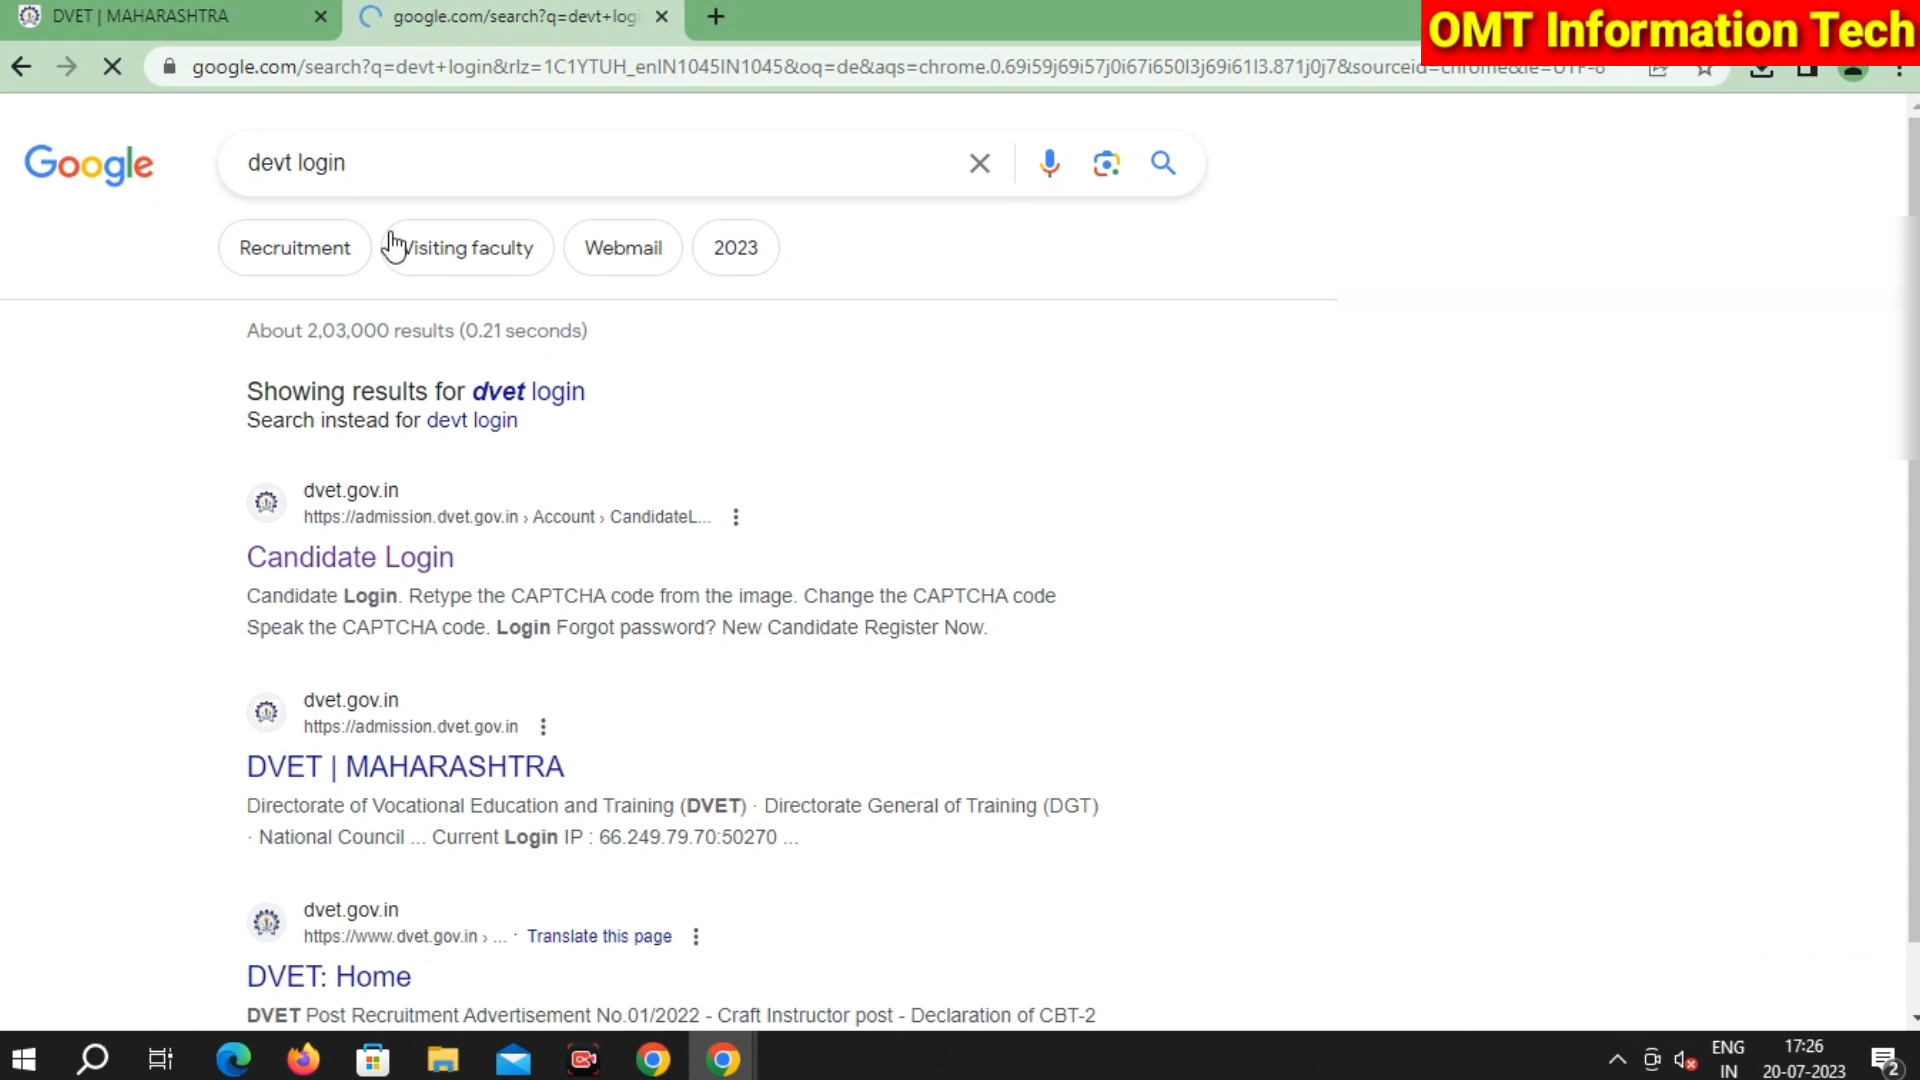 DVET | MAHARASHTRA
google.com/search?q=devt+logi
OMT Information Tech
google.com/search?q=devt+login&rlz=1C1YTUH_enIN1045IN1045&oq=de&aqs=chrome.0.69i59j69i57j0i67i650l3j69i61l3.871j0j7&sourceid=chrome&ie=UTF-8
Google
devt login
Recruitment
Visiting faculty
Webmail
2023
About 2,03,000 results (0.21 seconds)
Showing results for dvet login
Search instead for devt login
dvet.gov.in
https://admission.dvet.gov.in › Account › CandidateL...
Candidate Login
Candidate Login. Retype the CAPTCHA code from the image. Change the CAPTCHA code
Speak the CAPTCHA code. Login Forgot password? New Candidate Register Now.
dvet.gov.in
https://admission.dvet.gov.in
DVET | MAHARASHTRA
Directorate of Vocational Education and Training (DVET) · Directorate General of Training (DGT)
· National Council ... Current Login IP : 66.249.79.70:50270 ...
dvet.gov.in
https://www.dvet.gov.in › ... · Translate this page
DVET: Home
DVET Post Recruitment Advertisement No.01/2022 - Craft Instructor post - Declaration of CBT-2
ENG
IN
17:26
20-07-2023
2